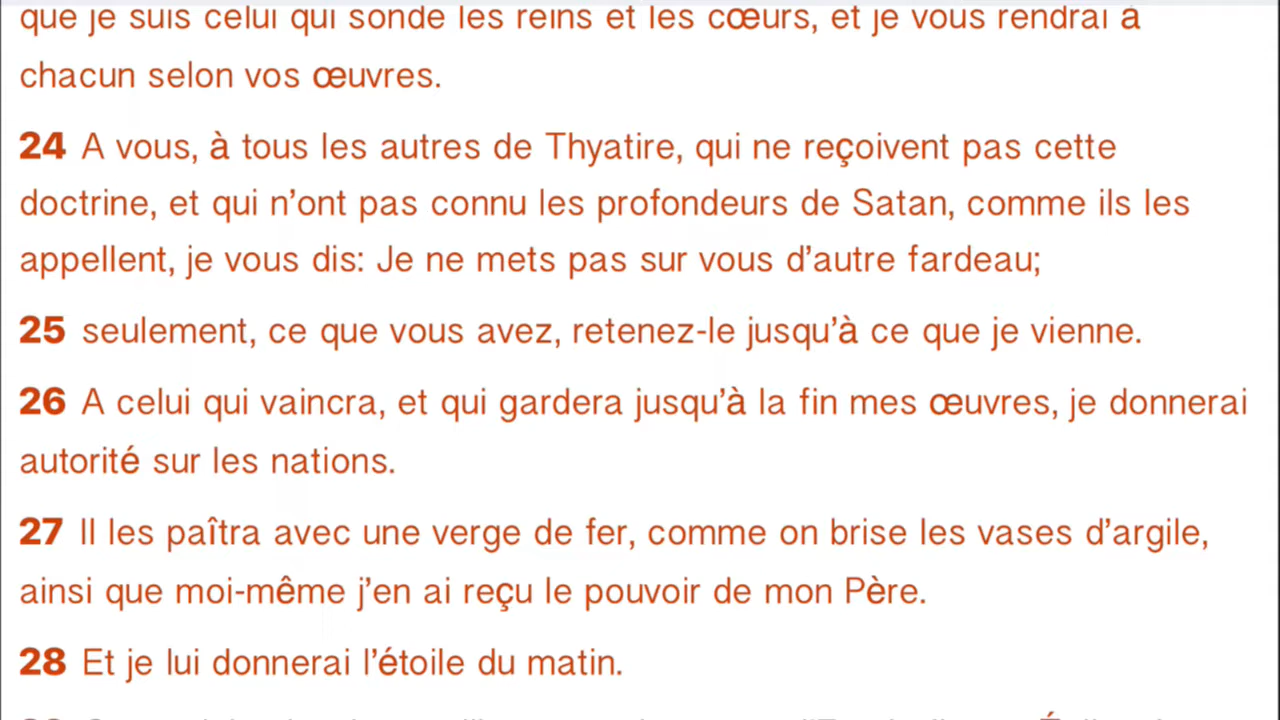 que je suis celui qui sonde les reins et les cœurs, et je vous rendrai à
chacun selon vos œuvres.
24 A vous, à tous les autres de Thyatire, qui ne reçoivent pas cette
doctrine, et qui n’ont pas connu les profondeurs de Satan, comme ils les
appellent, je vous dis: Je ne mets pas sur vous d’autre fardeau;
25 seulement, ce que vous avez, retenez-le jusqu’à ce que je vienne.
26 A celui qui vaincra, et qui gardera jusqu’à la fin mes œuvres, je donnerai
autorité sur les nations.
27 Il les paîtra avec une verge de fer, comme on brise les vases d’argile,
ainsi que moi-même j’en ai reçu le pouvoir de mon Père.
28 Et je lui donnerai l’étoile du matin.